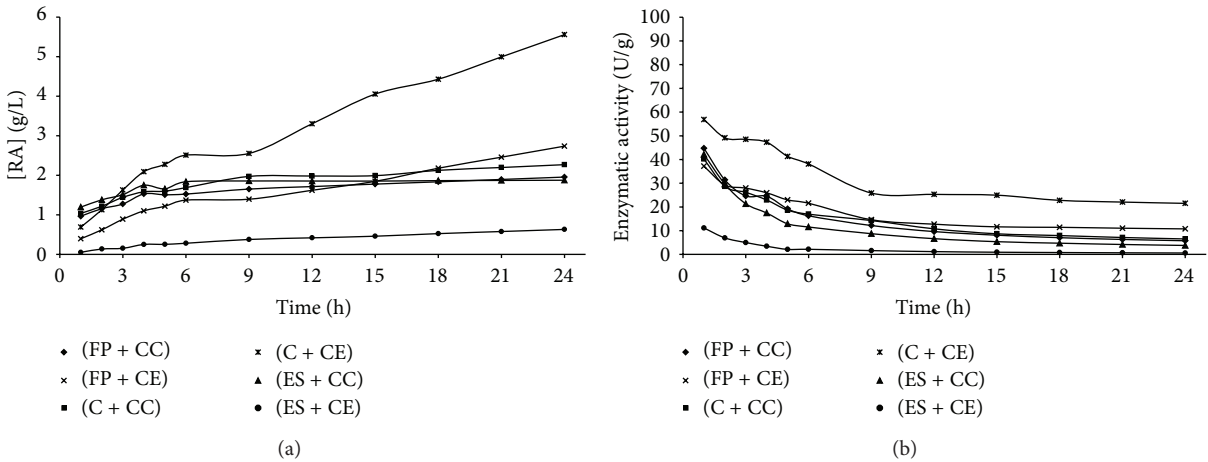 6
5
4
3
2
1
0
[RA] (g/L)
0 3 6 9 12 15 18 21 24
Time (h)
(FP + CC)
(FP + CE)
(C + CC)
(C + CE)
(ES + CC)
(ES + CE)
(a)
100
90
80
70
60
50
40
30
20
10
0
Enzymatic activity (U/g)
0 3 6 9 12 15 18 21 24
Time (h)
(FP + CC)
(FP + CE)
(C + CC)
(C + CE)
(ES + CC)
(ES + CE)
(b)